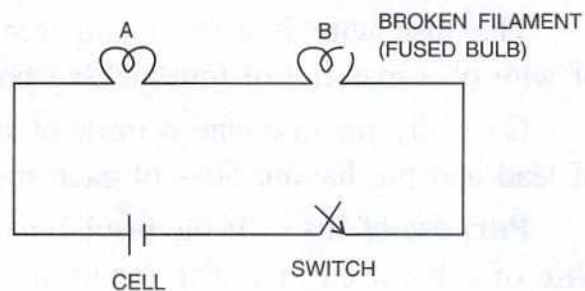 A
B
BROKEN FILAMENT
(FUSED BULB)
CELL
SWITCH